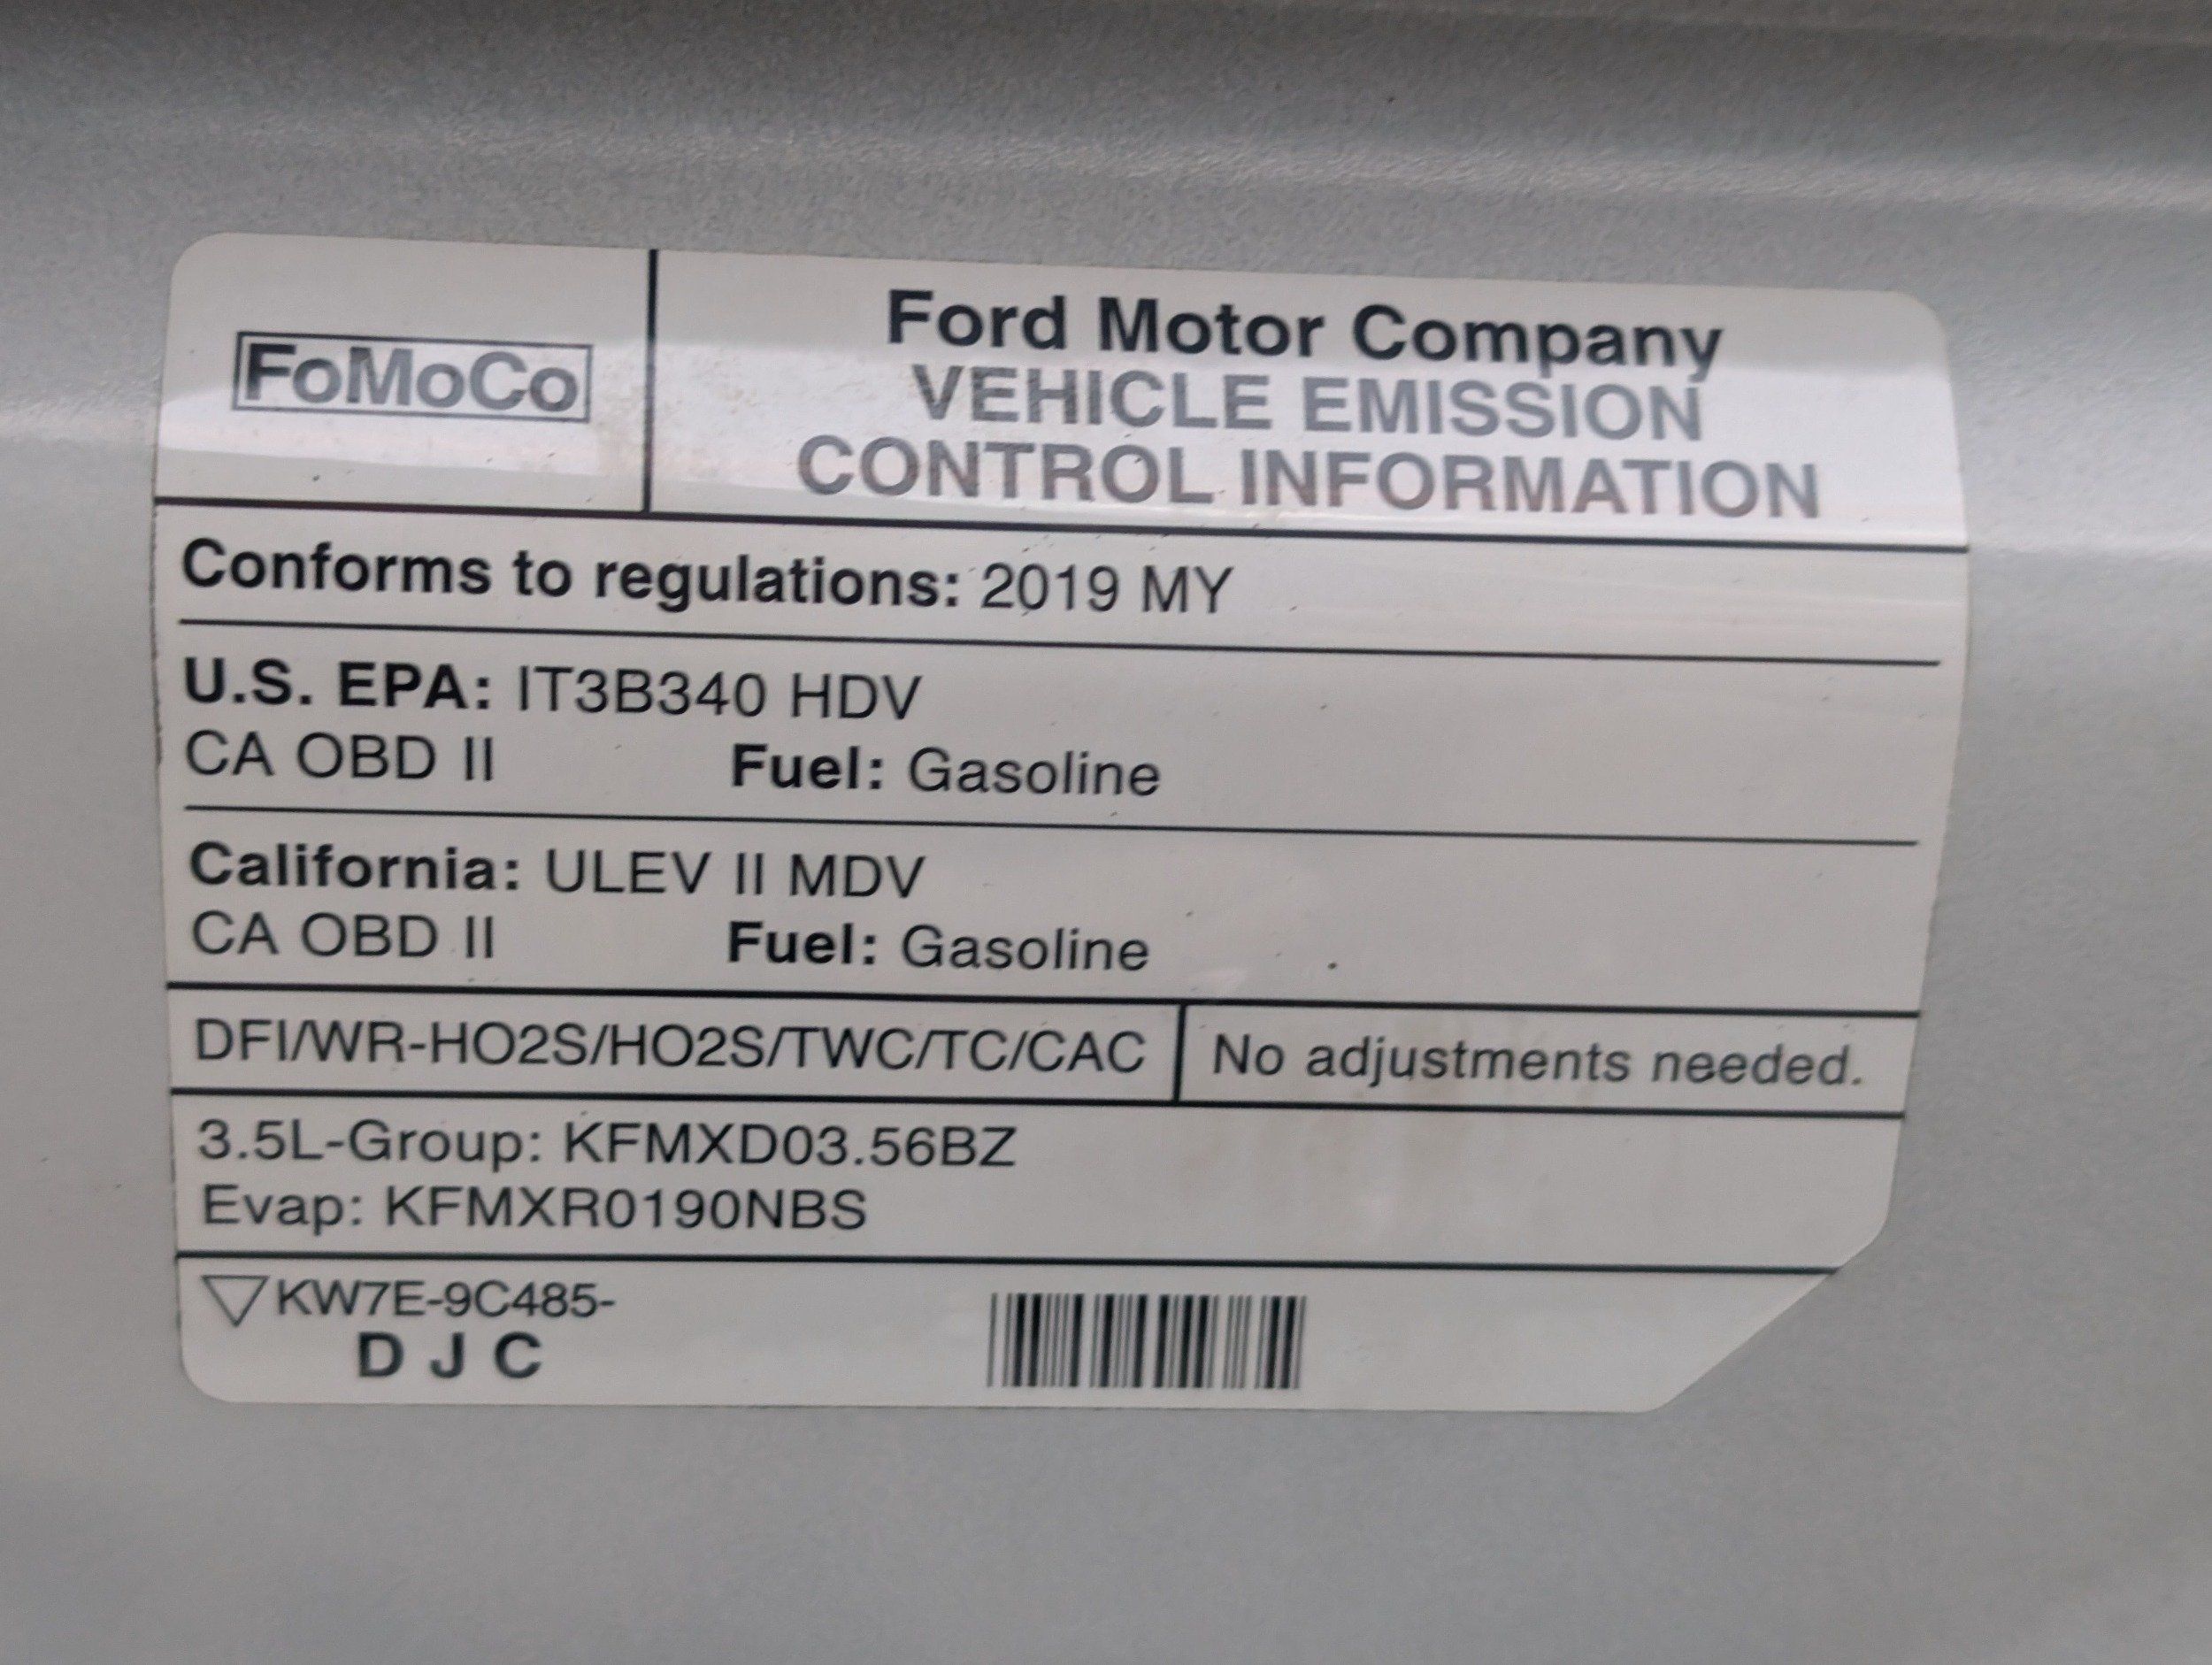 FoMoCo
Ford Motor Company
VEHICLE EMISSION
CONTROL INFORMATION
Conforms to regulations: 2019 MY
U.S. EPA: IT3B340 HDV
CA OBD II Fuel: Gasoline
California: ULEV II MDV
CA OBD II Fuel: Gasoline
DFI/WR-HO2S/HO2S/TWC/TC/CAC No adjustments needed.
3.5L-Group: KFMXD03.56BZ
Evap: KFMXR0190NBS
KW7E-9C485-
D J C